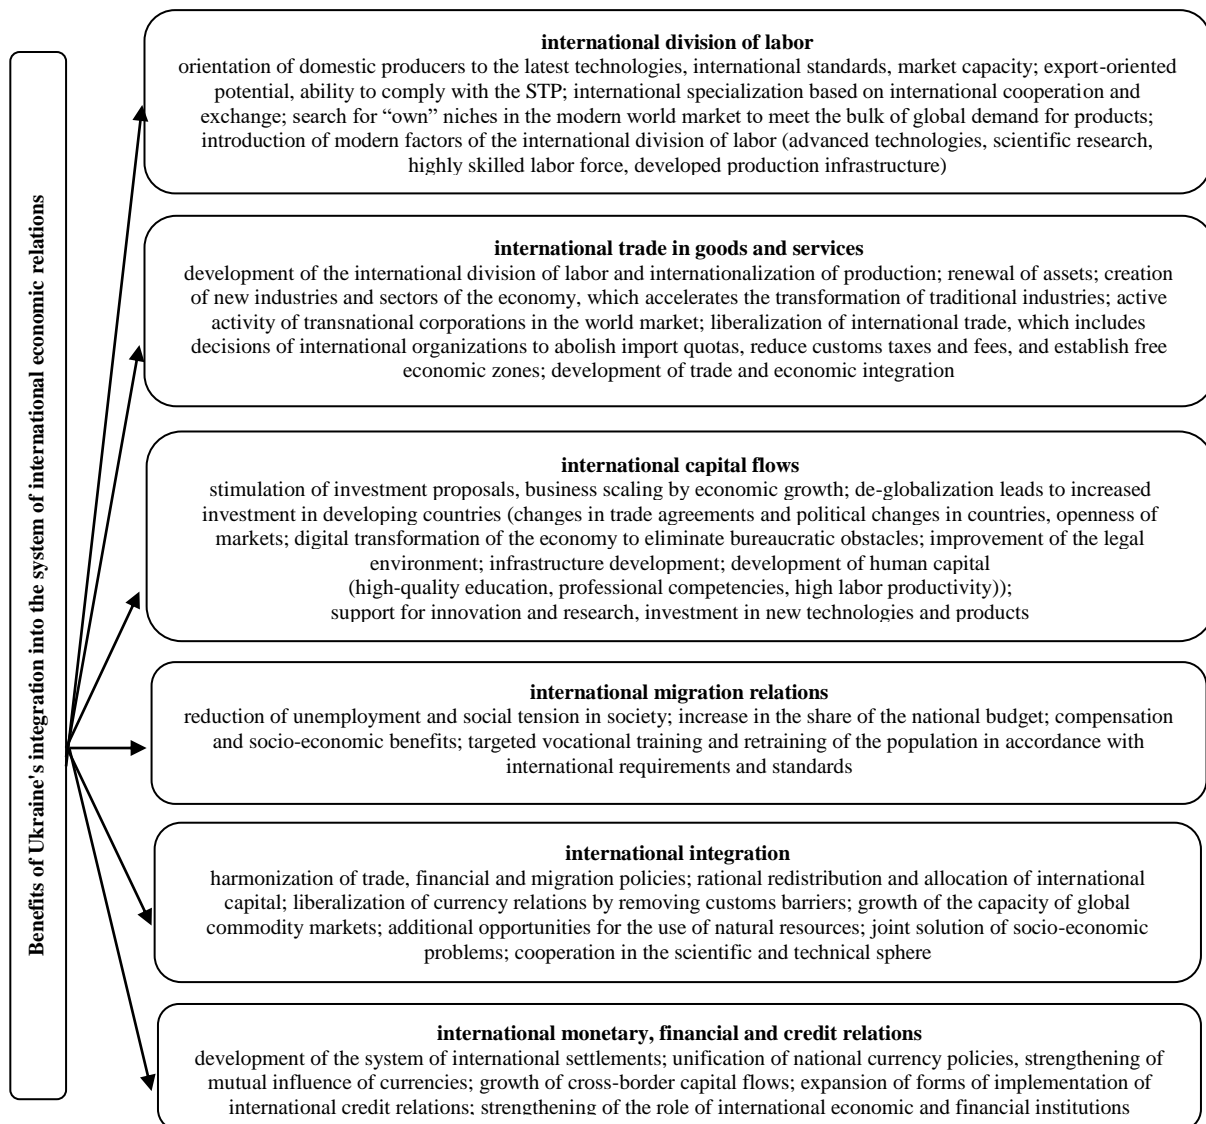 Benefits of Ukraine's integration into the system of international economic relations
international division of labor
orientation of domestic producers to the latest technologies, international standards, market capacity; export-oriented
potential, ability to comply with the STP; international specialization based on international cooperation and
exchange; search for “own” niches in the modern world market to meet the bulk of global demand for products;
introduction of modern factors of the international division of labor (advanced technologies, scientific research,
highly skilled labor force, developed production infrastructure)
international trade in goods and services
development of the international division of labor and internationalization of production; renewal of assets; creation
of new industries and sectors of the economy, which accelerates the transformation of traditional industries; active
activity of transnational corporations in the world market; liberalization of international trade, which includes
decisions of international organizations to abolish import quotas, reduce customs taxes and fees, and establish free
economic zones; development of trade and economic integration
international capital flows
stimulation of investment proposals, business scaling by economic growth; de-globalization leads to increased
investment in developing countries (changes in trade agreements and political changes in countries, openness of
markets; digital transformation of the economy to eliminate bureaucratic obstacles; improvement of the legal
environment; infrastructure development; development of human capital
(high-quality education, professional competencies, high labor productivity));
support for innovation and research, investment in new technologies and products
international migration relations
reduction of unemployment and social tension in society; increase in the share of the national budget; compensation
and socio-economic benefits; targeted vocational training and retraining of the population in accordance with
international requirements and standards
international integration
harmonization of trade, financial and migration policies; rational redistribution and allocation of international
capital; liberalization of currency relations by removing customs barriers; growth of the capacity of global
commodity markets; additional opportunities for the use of natural resources; joint solution of socio-economic
problems; cooperation in the scientific and technical sphere
international monetary, financial and credit relations
development of the system of international settlements; unification of national currency policies, strengthening of
mutual influence of currencies; growth of cross-border capital flows; expansion of forms of implementation of
international credit relations; strengthening of the role of international economic and financial institutions